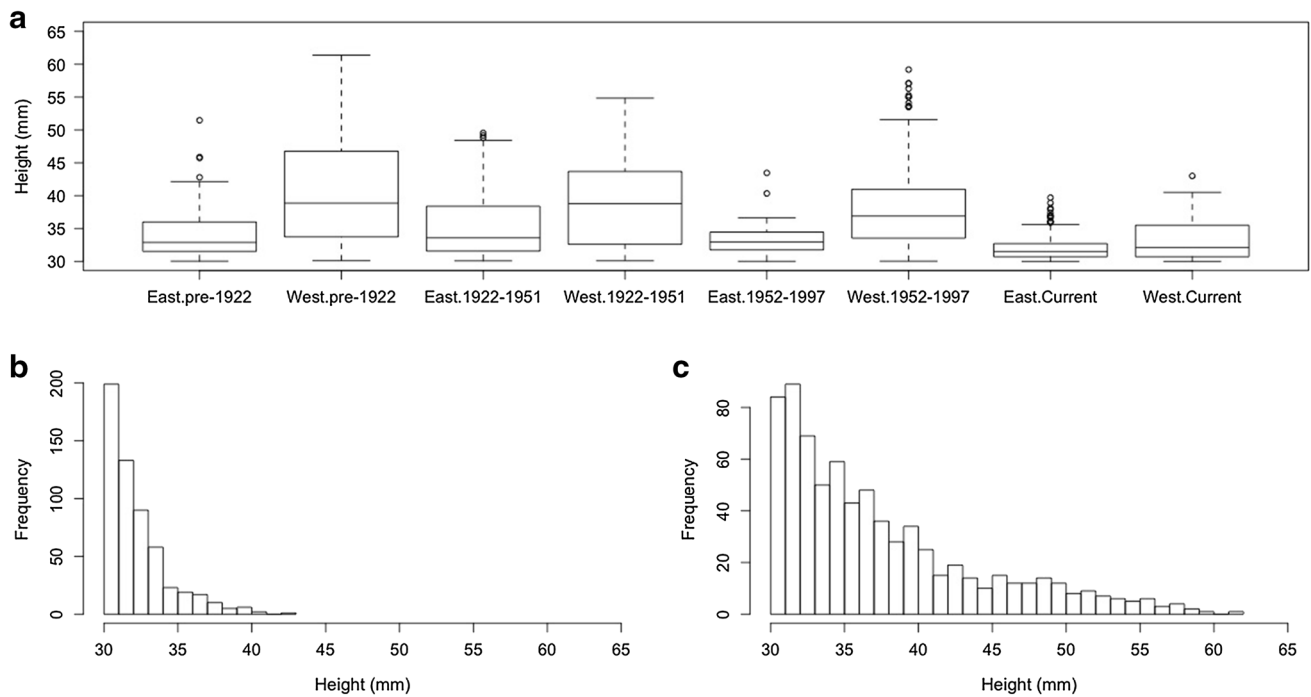 a
Height (mm)
65
60
55
50
45
40
35
30
East.pre-1922 West.pre-1922 East.1922-1951 West.1922-1951 East.1952-1997 West.1952-1997 East.Current West.Current
b
Frequency
200
150
100
50
0
30 35 40 45 50 55 60 65
Height (mm)
c
Frequency
80
60
40
20
0
30 35 40 45 50 55 60 65
Height (mm)